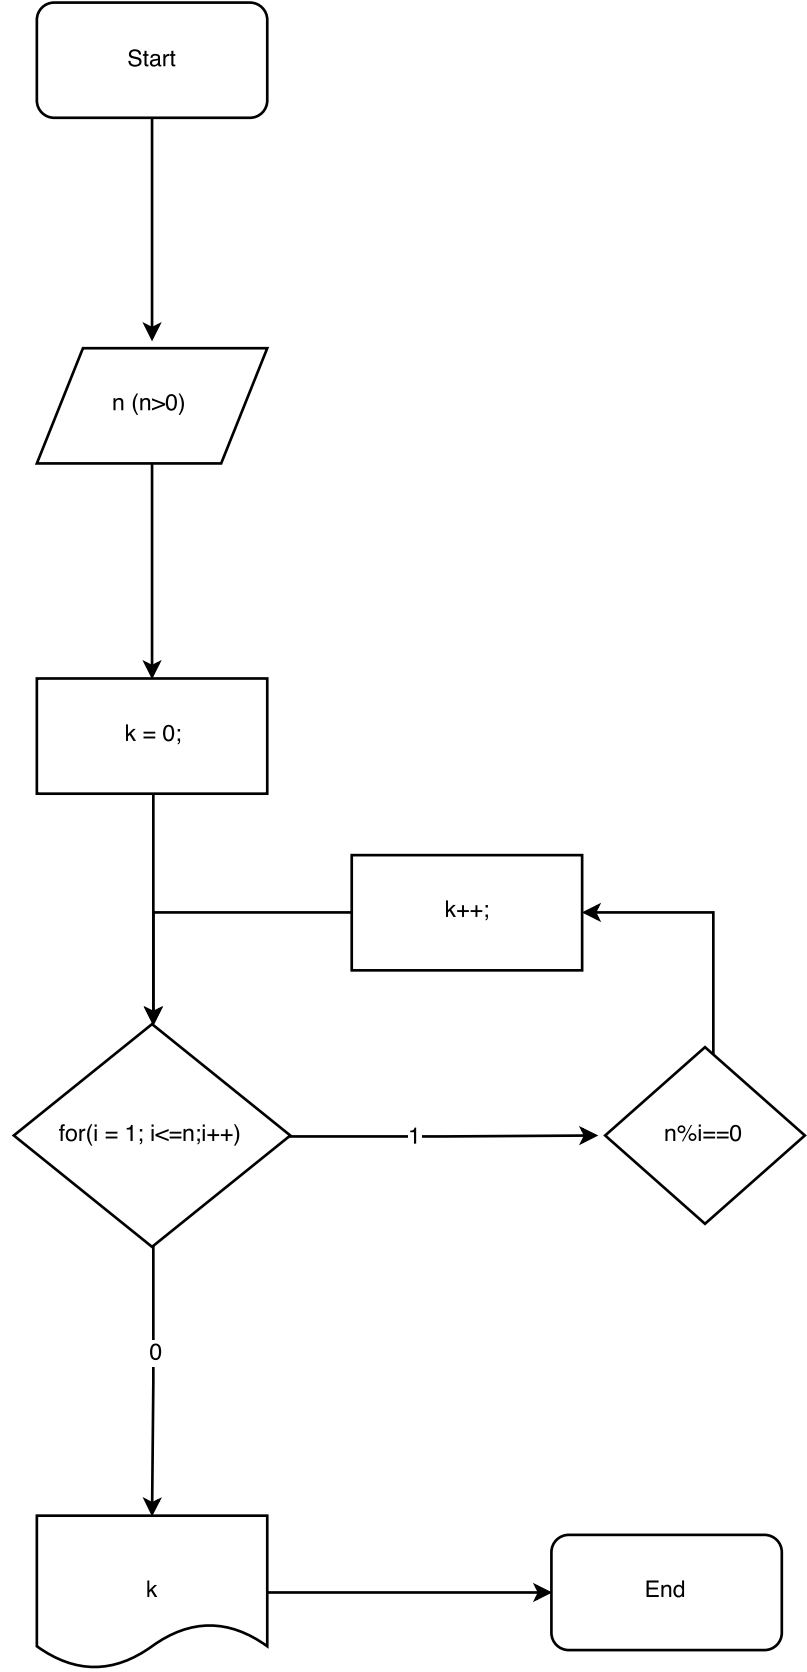 Start
n (n>0)
k = 0;
k++;
for(i = 1; i<=n;i++)
1
n%i==0
0
k
End